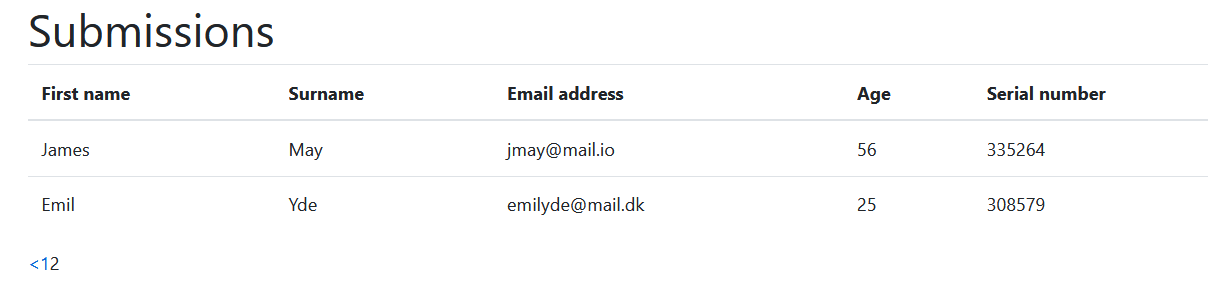 Submissions
First name Surname Email address Age Serial number
James May jmay@mail.io 56 335264
Emil Yde emilyde@mail.dk 25 308579
<12